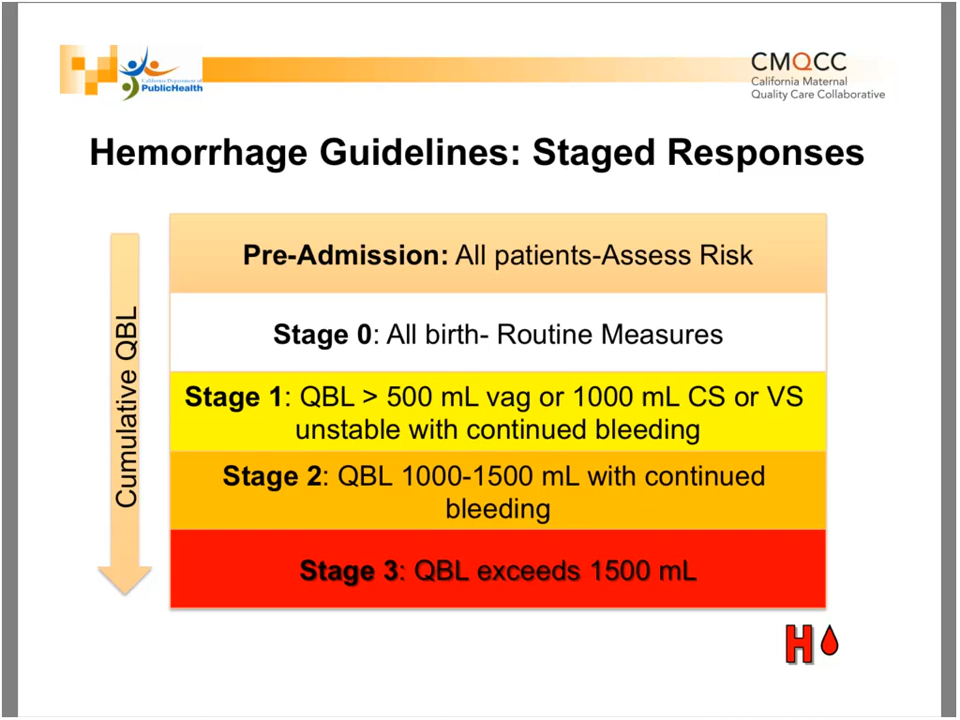 California Department of
PublicHealth
CMQCC
California Maternal
Quality Care Collaborative
Hemorrhage Guidelines: Staged Responses
Cumulative QBL
Pre-Admission: All patients-Assess Risk
Stage 0: All birth- Routine Measures
Stage 1: QBL > 500 mL vag or 1000 mL CS or VS
unstable with continued bleeding
Stage 2: QBL 1000-1500 mL with continued
bleeding
Stage 3: QBL exceeds 1500 mL
H